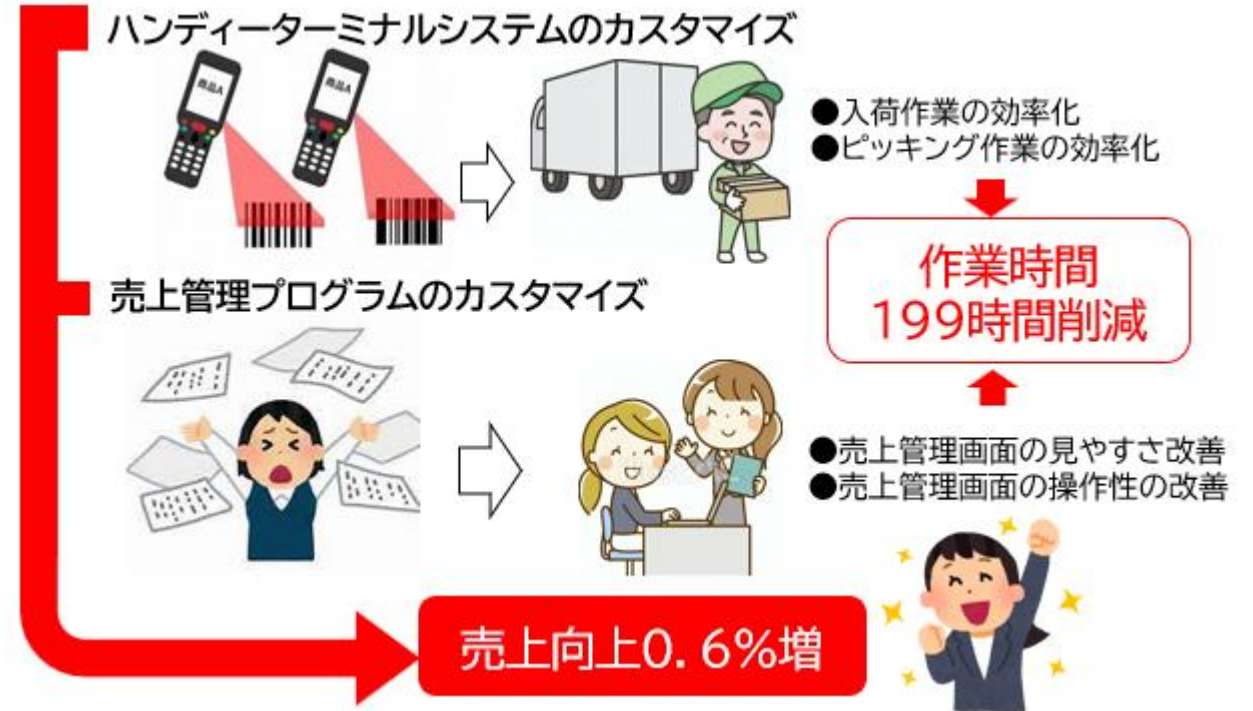 ハンディーターミナルシステムのカスタマイズ
商品A
商品A
●入荷作業の効率化
●ピッキング作業の効率化
作業時間
199時間削減
売上管理プログラムのカスタマイズ
●売上管理画面の見やすさ改善
●売上管理画面の操作性の改善
売上向上0．6%増